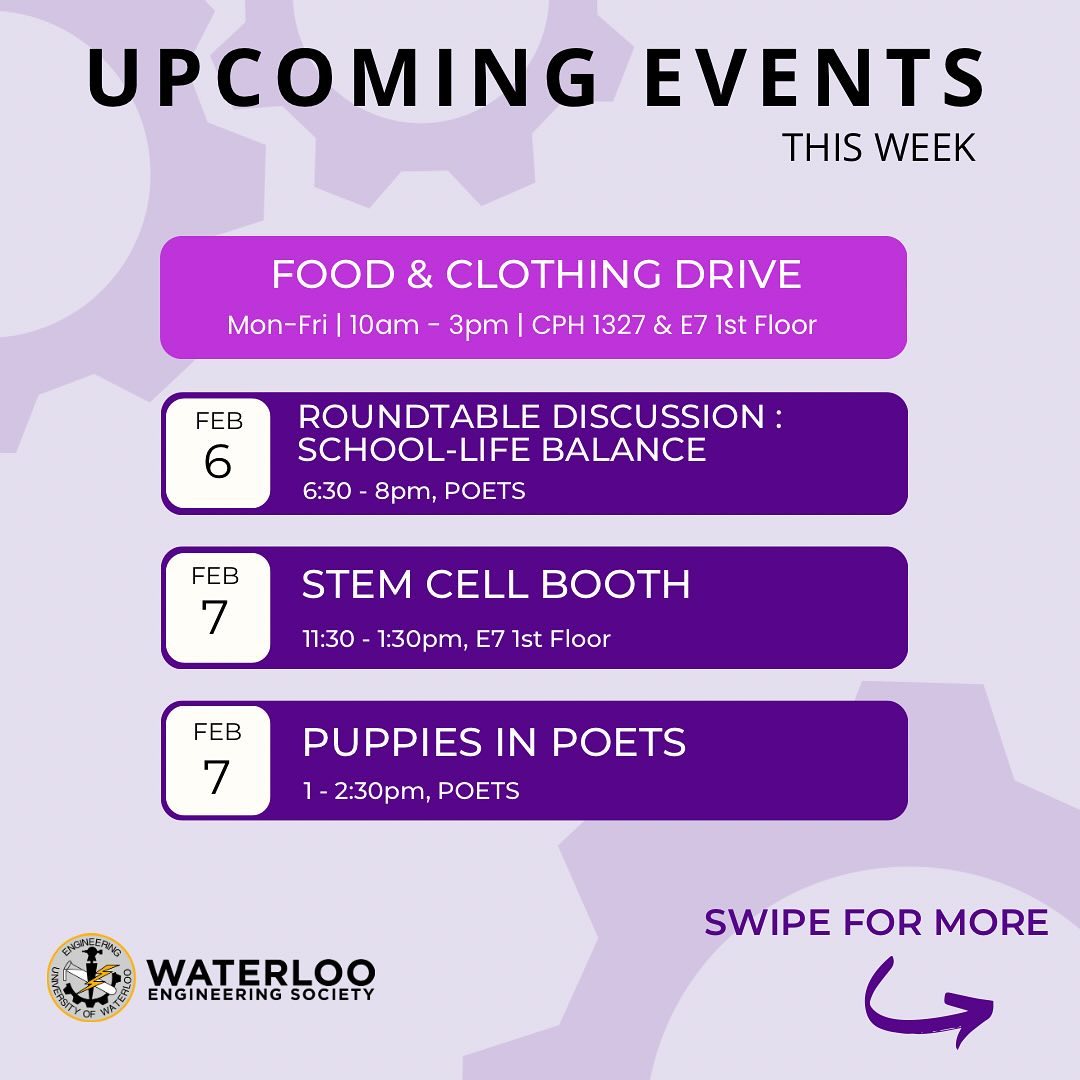 UPCOMING EVENTS
THIS WEEK
FOOD & CLOTHING DRIVE
Mon-Fri | 10am - 3pm | CPH 1327 & E7 1st Floor
FEB
6
ROUNDTABLE DISCUSSION :
SCHOOL-LIFE BALANCE
6:30 - 8pm, POETS
FEB
7
STEM CELL BOOTH
11:30 - 1:30pm, E7 1st Floor
FEB
7
PUPPIES IN POETS
1 - 2:30pm, POETS
SWIPE FOR MORE
ENGINEERING
UNIVERSITY OF WATERLOO
WATERLOO
ENGINEERING SOCIETY